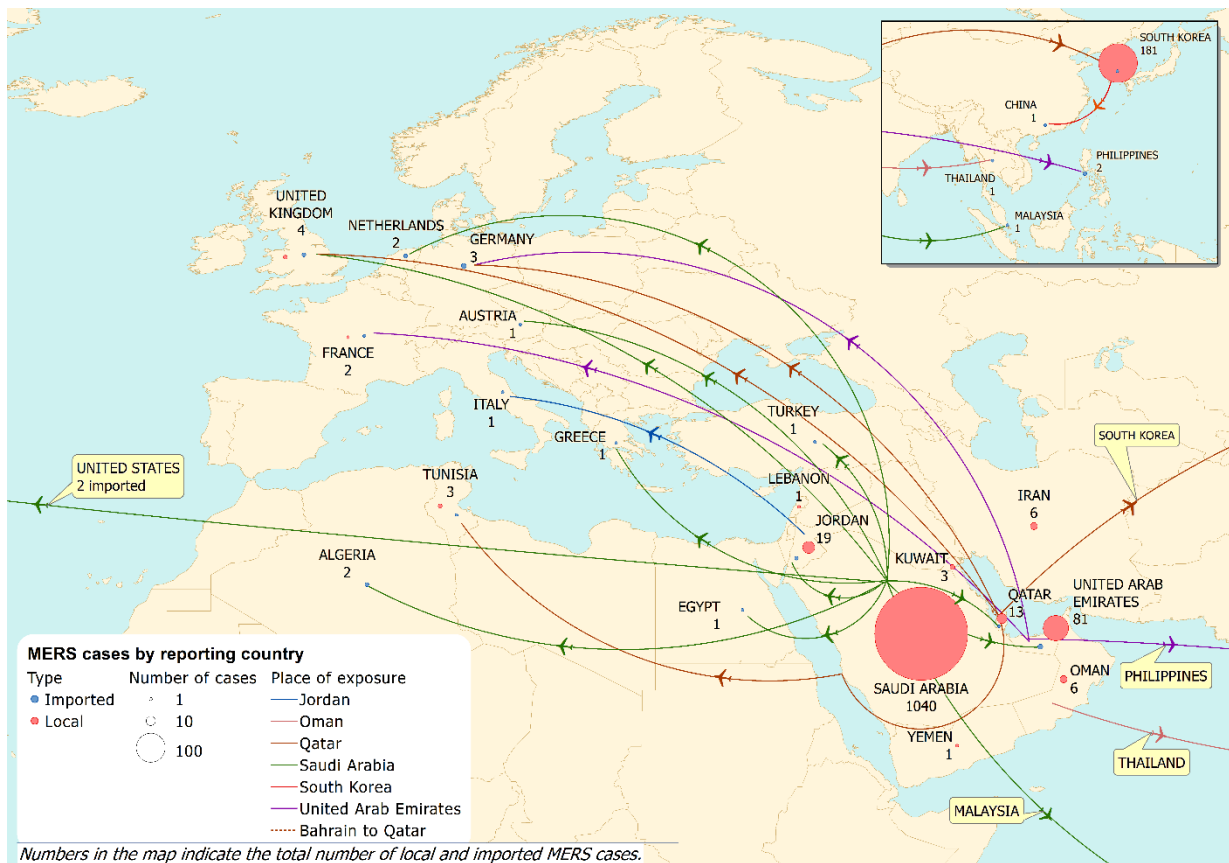 SOUTH KOREA
181
CHINA
1
PHILIPPINES
2
THAILAND
1
MALAYSIA
1
UNITED
KINGDOM
4
NETHERLANDS
2
GERMANY
3
AUSTRIA
1
FRANCE
2
ITALY
1
GREECE
1
TURKEY
1
UNITED STATES
2 imported
TUNISIA
3
LEBANON
1
SOUTH KOREA
IRAN
6
JORDAN
19
ALGERIA
2
KUWAIT
3
QATAR
13
UNITED ARAB
EMIRATES
81
EGYPT
1
SAUDI ARABIA
1040
OMAN
6
PHILIPPINES
YEMEN
1
THAILAND
MALAYSIA
MERS cases by reporting country
Type
Imported
Local
Number of cases
1
10
100
Place of exposure
Jordan
Oman
Qatar
Saudi Arabia
South Korea
United Arab Emirates
Bahrain to Qatar
Numbers in the map indicate the total number of local and imported MERS cases.